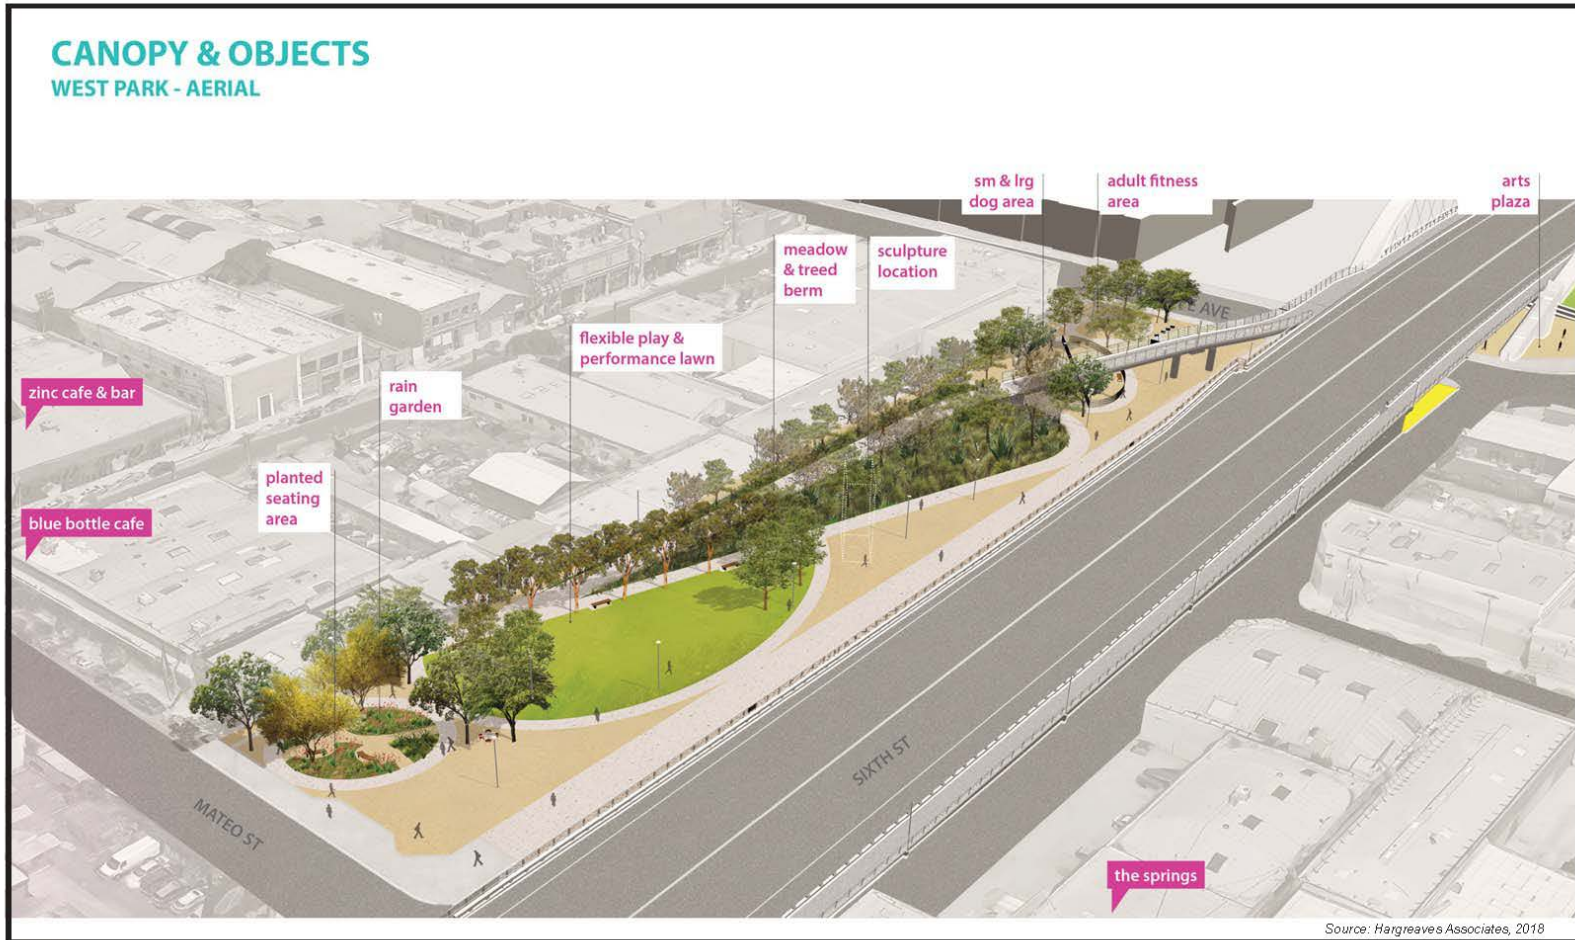 CANOPY & OBJECTS
WEST PARK - AERIAL
sm & lrg
dog area
adult fitness
area
arts
plaza
meadow
& treed
berm
sculpture
location
E AVE
flexible play &
performance lawn
zinc cafe & bar
rain
garden
planted
seating
area
blue bottle cafe
SIXTH ST
MATEO ST
the springs
Source: Hargreaves Associates, 2018